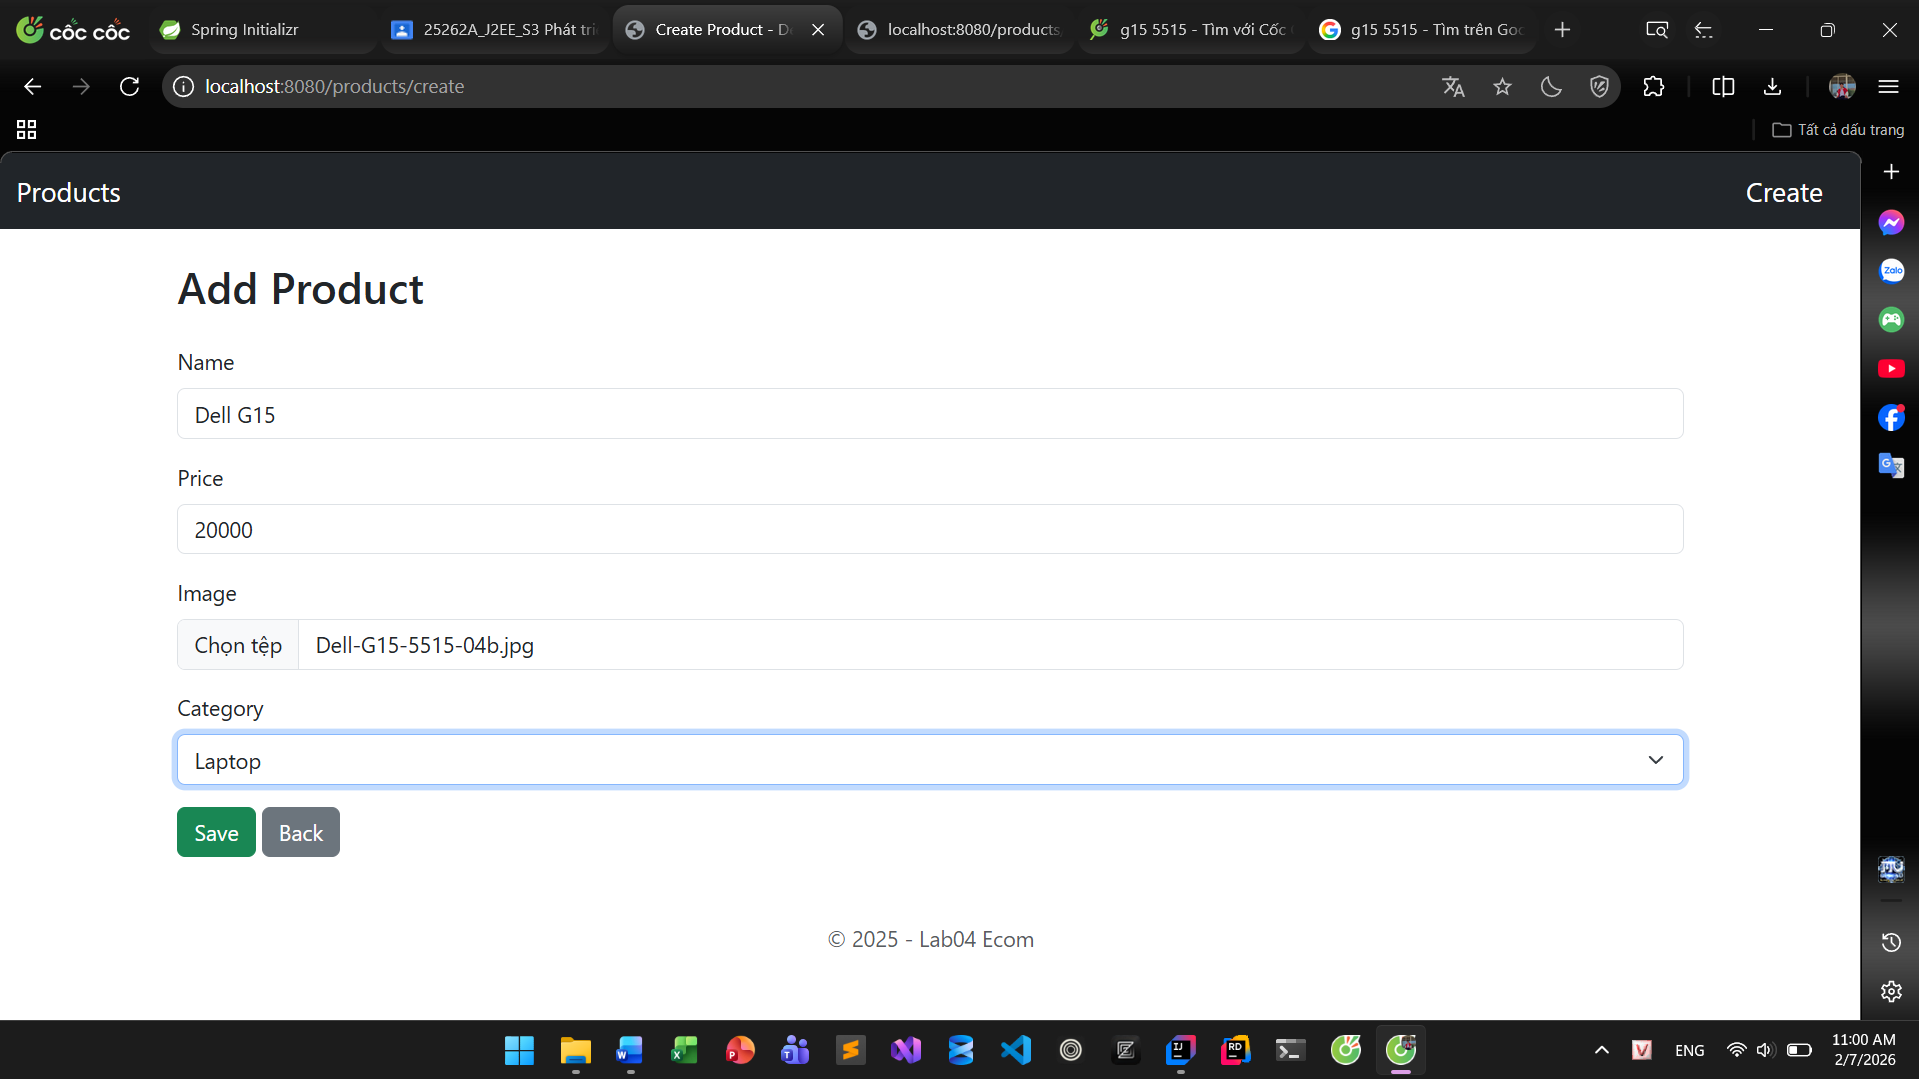 cốc cốc
Spring Initializr
25262A_J2EE_S3 Phát tri
Create Product - D
localhost:8080/products
g15 5515 - Tìm với Cốc
g15 5515 - Tìm trên Goo
localhost:8080/products/create
Tất cả dấu trang
Products
Create
Add Product
Name
Dell G15
Price
20000
Image
Chọn tệp
Dell-G15-5515-04b.jpg
Category
Laptop
Save
Back
© 2025 - Lab04 Ecom
Zalo
ENG
11:00 AM
2/7/2026